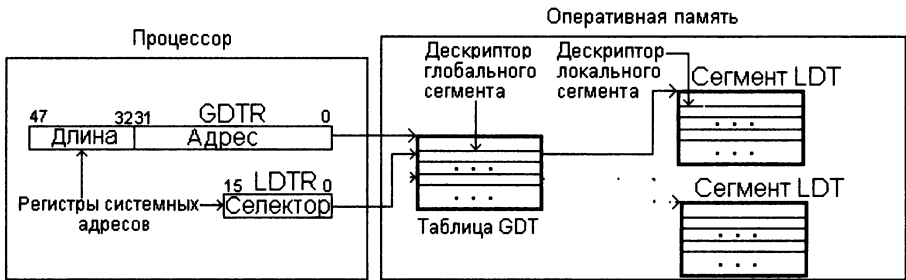 Процессор
Оперативная память
47 3231 GDTR 0
Длина Адрес
15 LDTR 0
Селектор
Регистры системных
адресов
Дескриптор
глобального
сегмента
Дескриптор
локального
сегмента
Таблица GDT
. . .
. . .
Сегмент LDT
. . .
. . .
Сегмент LDT
. . .
. . .